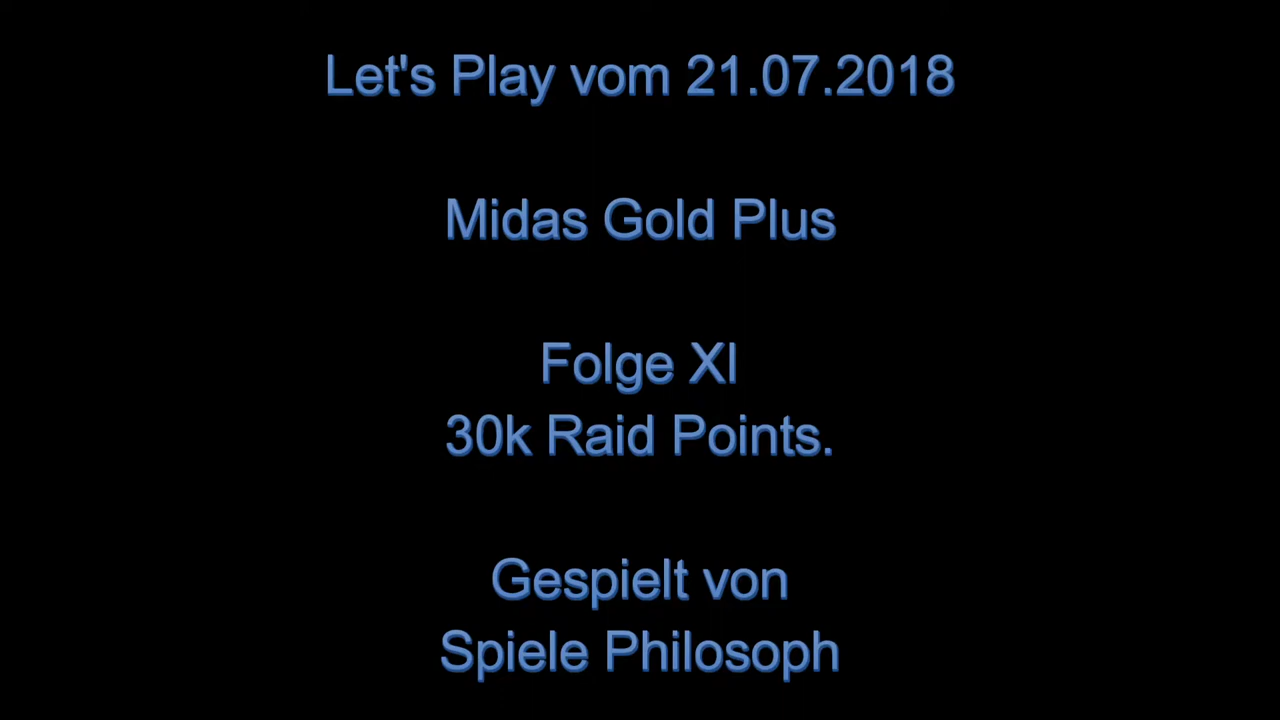 Let's Play vom 21.07.2018
Midas Gold Plus
Folge XI
30k Raid Points.
Gespielt von
Spiele Philosoph